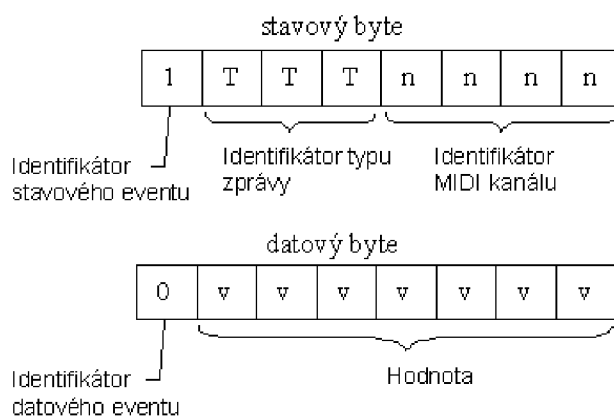 stavový byte
1 T T T n n n n
Identifikátor
stavového eventu
Identifikátor typu
zprávy
Identifikátor
MIDI kanálu
datový byte
0 v v v v v v v
Identifikátor
datového eventu
Hodnota